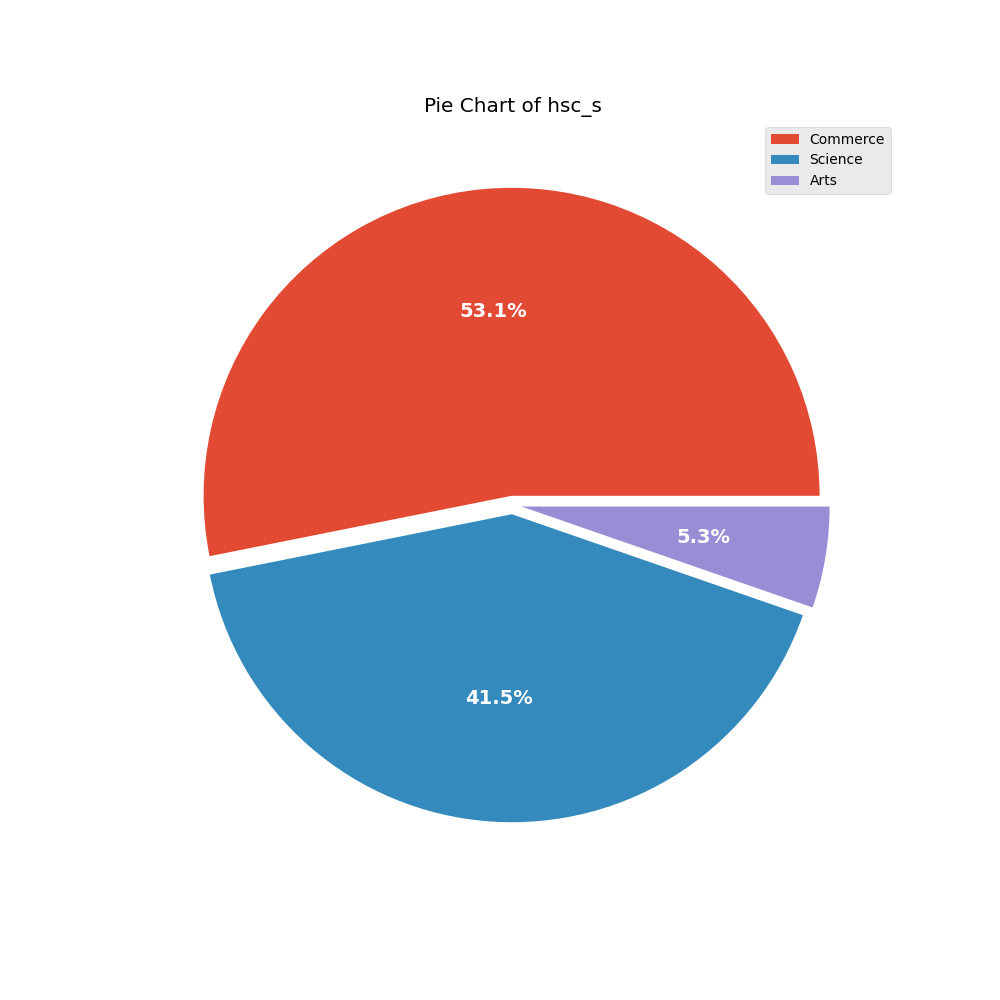 Pie Chart of hsc_s
Commerce
Science
Arts
53.1%
5.3%
41.5%